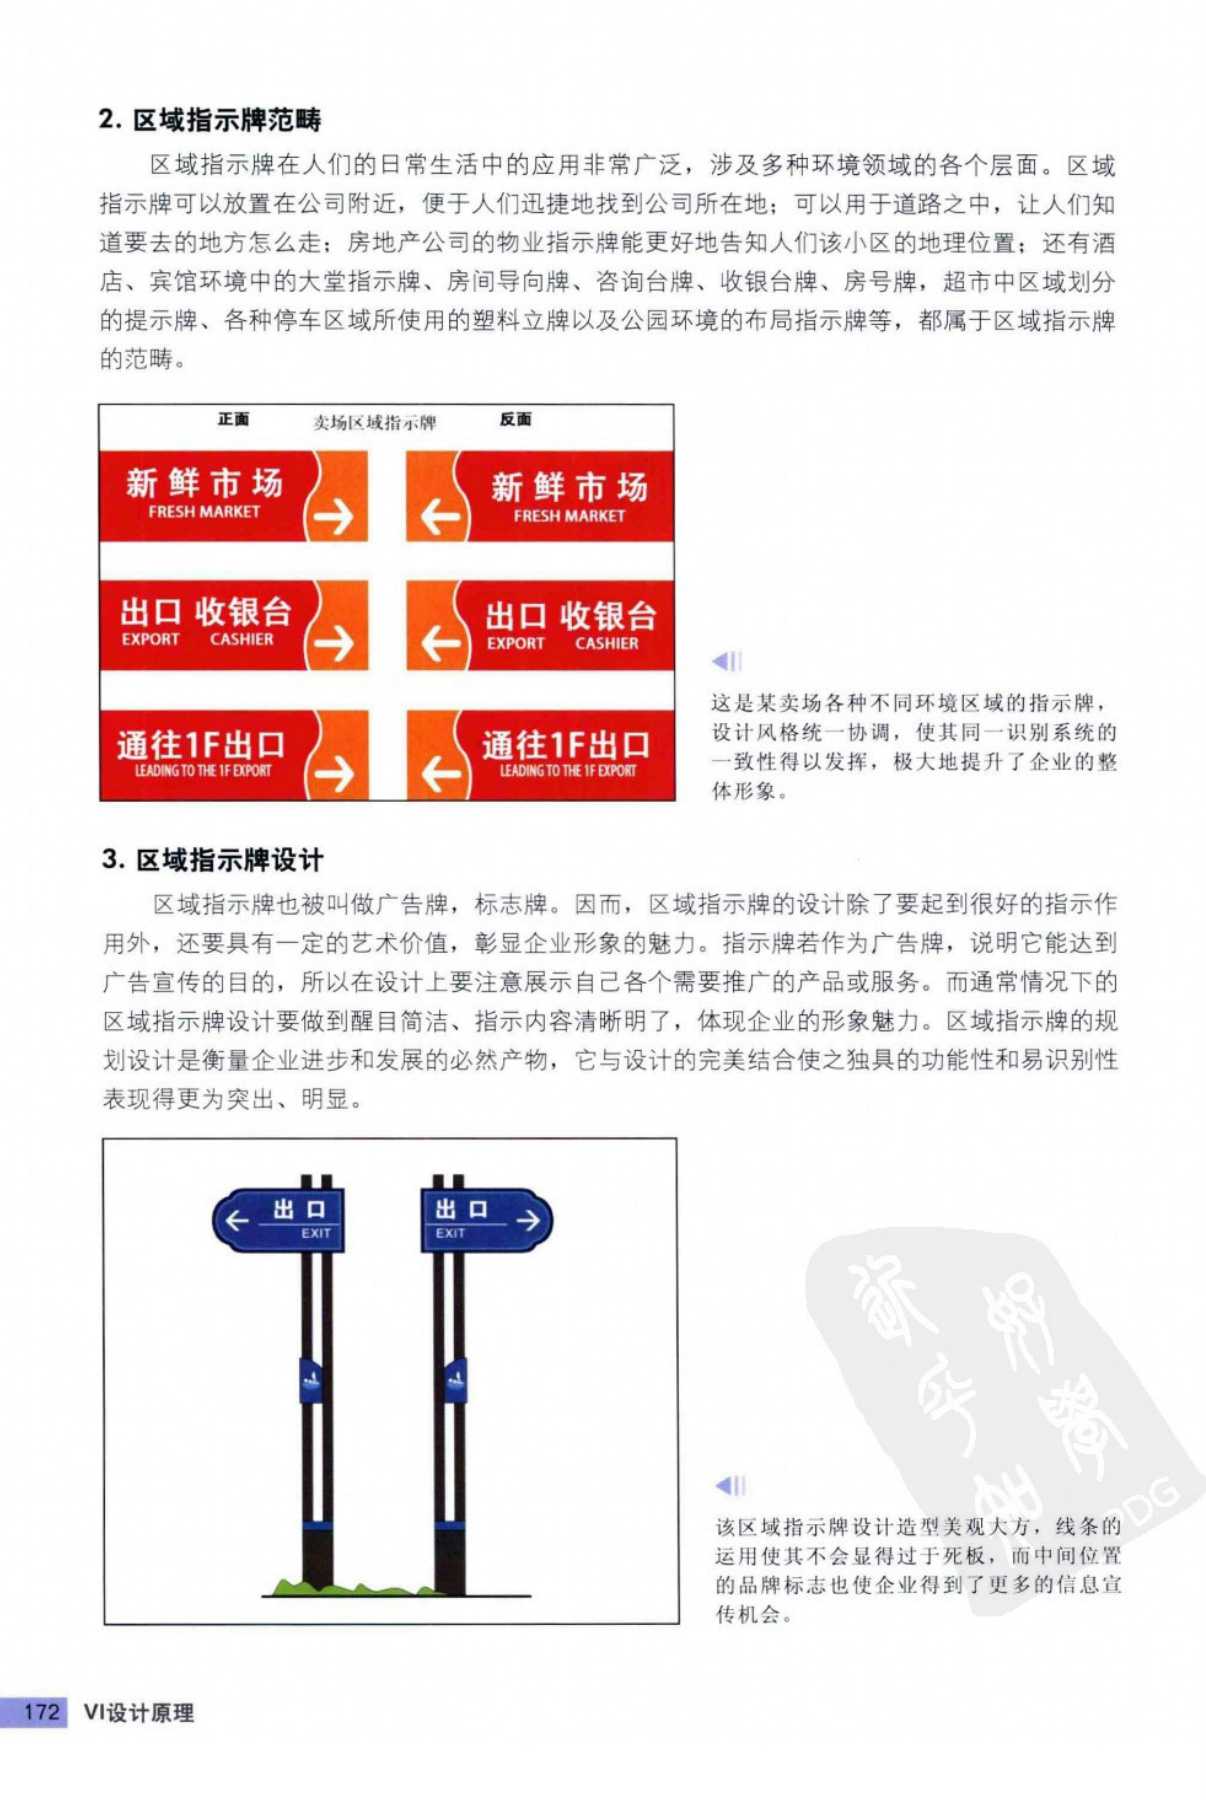 2. 区域指示牌范畴
区域指示牌在人们的日常生活中的应用非常广泛，涉及多种环境领域的各个层面。区域
指示牌可以放置在公司附近，便于人们迅捷地找到公司所在地；可以用于道路之中，让人们知
道要去的地方怎么走；房地产公司的物业指示牌能更好地告知人们该小区的地理位置；还有酒
店、宾馆环境中的大堂指示牌、房间导向牌、咨询台牌、收银台牌、房号牌，超市中区域划分
的提示牌、各种停车区域所使用的塑料立牌以及公园环境的布局指示牌等，都属于区域指示牌
的范畴。
正面 卖场区域指示牌 反面
新鲜市场 新鲜市场
FRESH MARKET FRESH MARKET
出口 收银台 出口 收银台
EXPORT CASHIER EXPORT CASHIER
通往1F出口 通往1F出口
LEADING TO THE 1F EXPORT LEADING TO THE 1F EXPORT
这是某卖场各种不同环境区域的指示牌，
设计风格统一协调，使其同一识别系统的
一致性得以发挥，极大地提升了企业的整
体形象。
3. 区域指示牌设计
区域指示牌也被叫做广告牌，标志牌。因而，区域指示牌的设计除了要起到很好的指示作
用外，还要具有一定的艺术价值，彰显企业形象的魅力。指示牌若作为广告牌，说明它能达到
广告宣传的目的，所以在设计上要注意展示自己各个需要推广的产品或服务。而通常情况下的
区域指示牌设计要做到醒目简洁、指示内容清晰明了，体现企业的形象魅力。区域指示牌的规
划设计是衡量企业进步和发展的必然产物，它与设计的完美结合使之独具的功能性和易识别性
表现得更为突出、明显。
出口 出口
EXIT EXIT
该区域指示牌设计造型美观大方，线条的
运用使其不会显得过于死板，而中间位置
的品牌标志也使企业得到了更多的信息宣
传机会。
172 VI设计原理